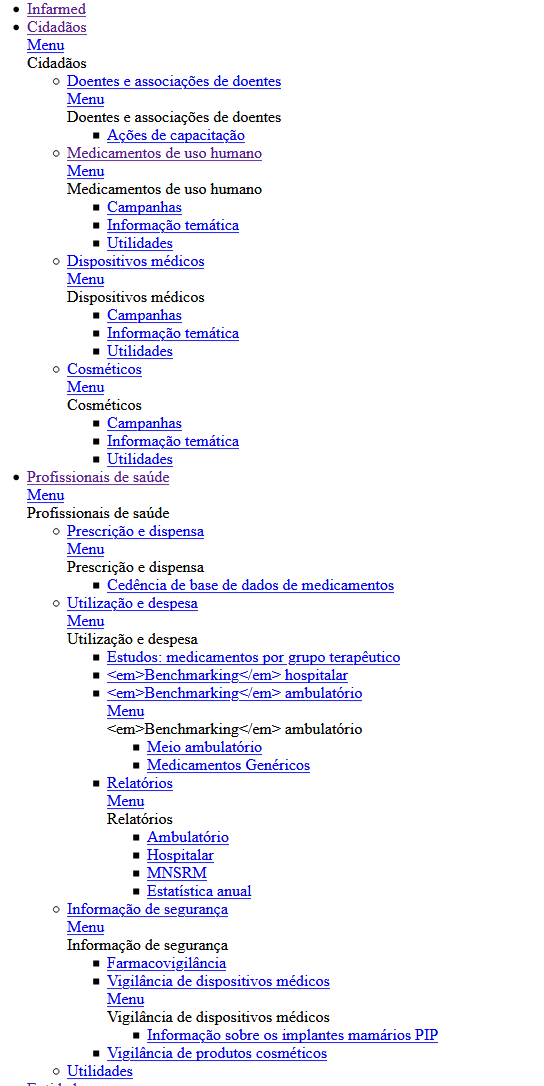 Infarmed
Cidadãos
Menu
Cidadãos
Doentes e associações de doentes
Menu
Doentes e associações de doentes
Ações de capacitação
Medicamentos de uso humano
Menu
Medicamentos de uso humano
Campanhas
Informação temática
Utilidades
Dispositivos médicos
Menu
Dispositivos médicos
Campanhas
Informação temática
Utilidades
Cosméticos
Menu
Cosméticos
Campanhas
Informação temática
Utilidades
Profissionais de saúde
Menu
Profissionais de saúde
Prescrição e dispensa
Menu
Prescrição e dispensa
Cedência de base de dados de medicamentos
Utilização e despesa
Menu
Utilização e despesa
Estudos: medicamentos por grupo terapêutico
<em>Benchmarking</em> hospitalar
<em>Benchmarking</em> ambulatório
Menu
<em>Benchmarking</em> ambulatório
Meio ambulatório
Medicamentos Genéricos
Relatórios
Menu
Relatórios
Ambulatório
Hospitalar
MNSRM
Estatística anual
Informação de segurança
Menu
Informação de segurança
Farmacovigilância
Vigilância de dispositivos médicos
Menu
Vigilância de dispositivos médicos
Informação sobre os implantes mamários PIP
Vigilância de produtos cosméticos
Utilidades